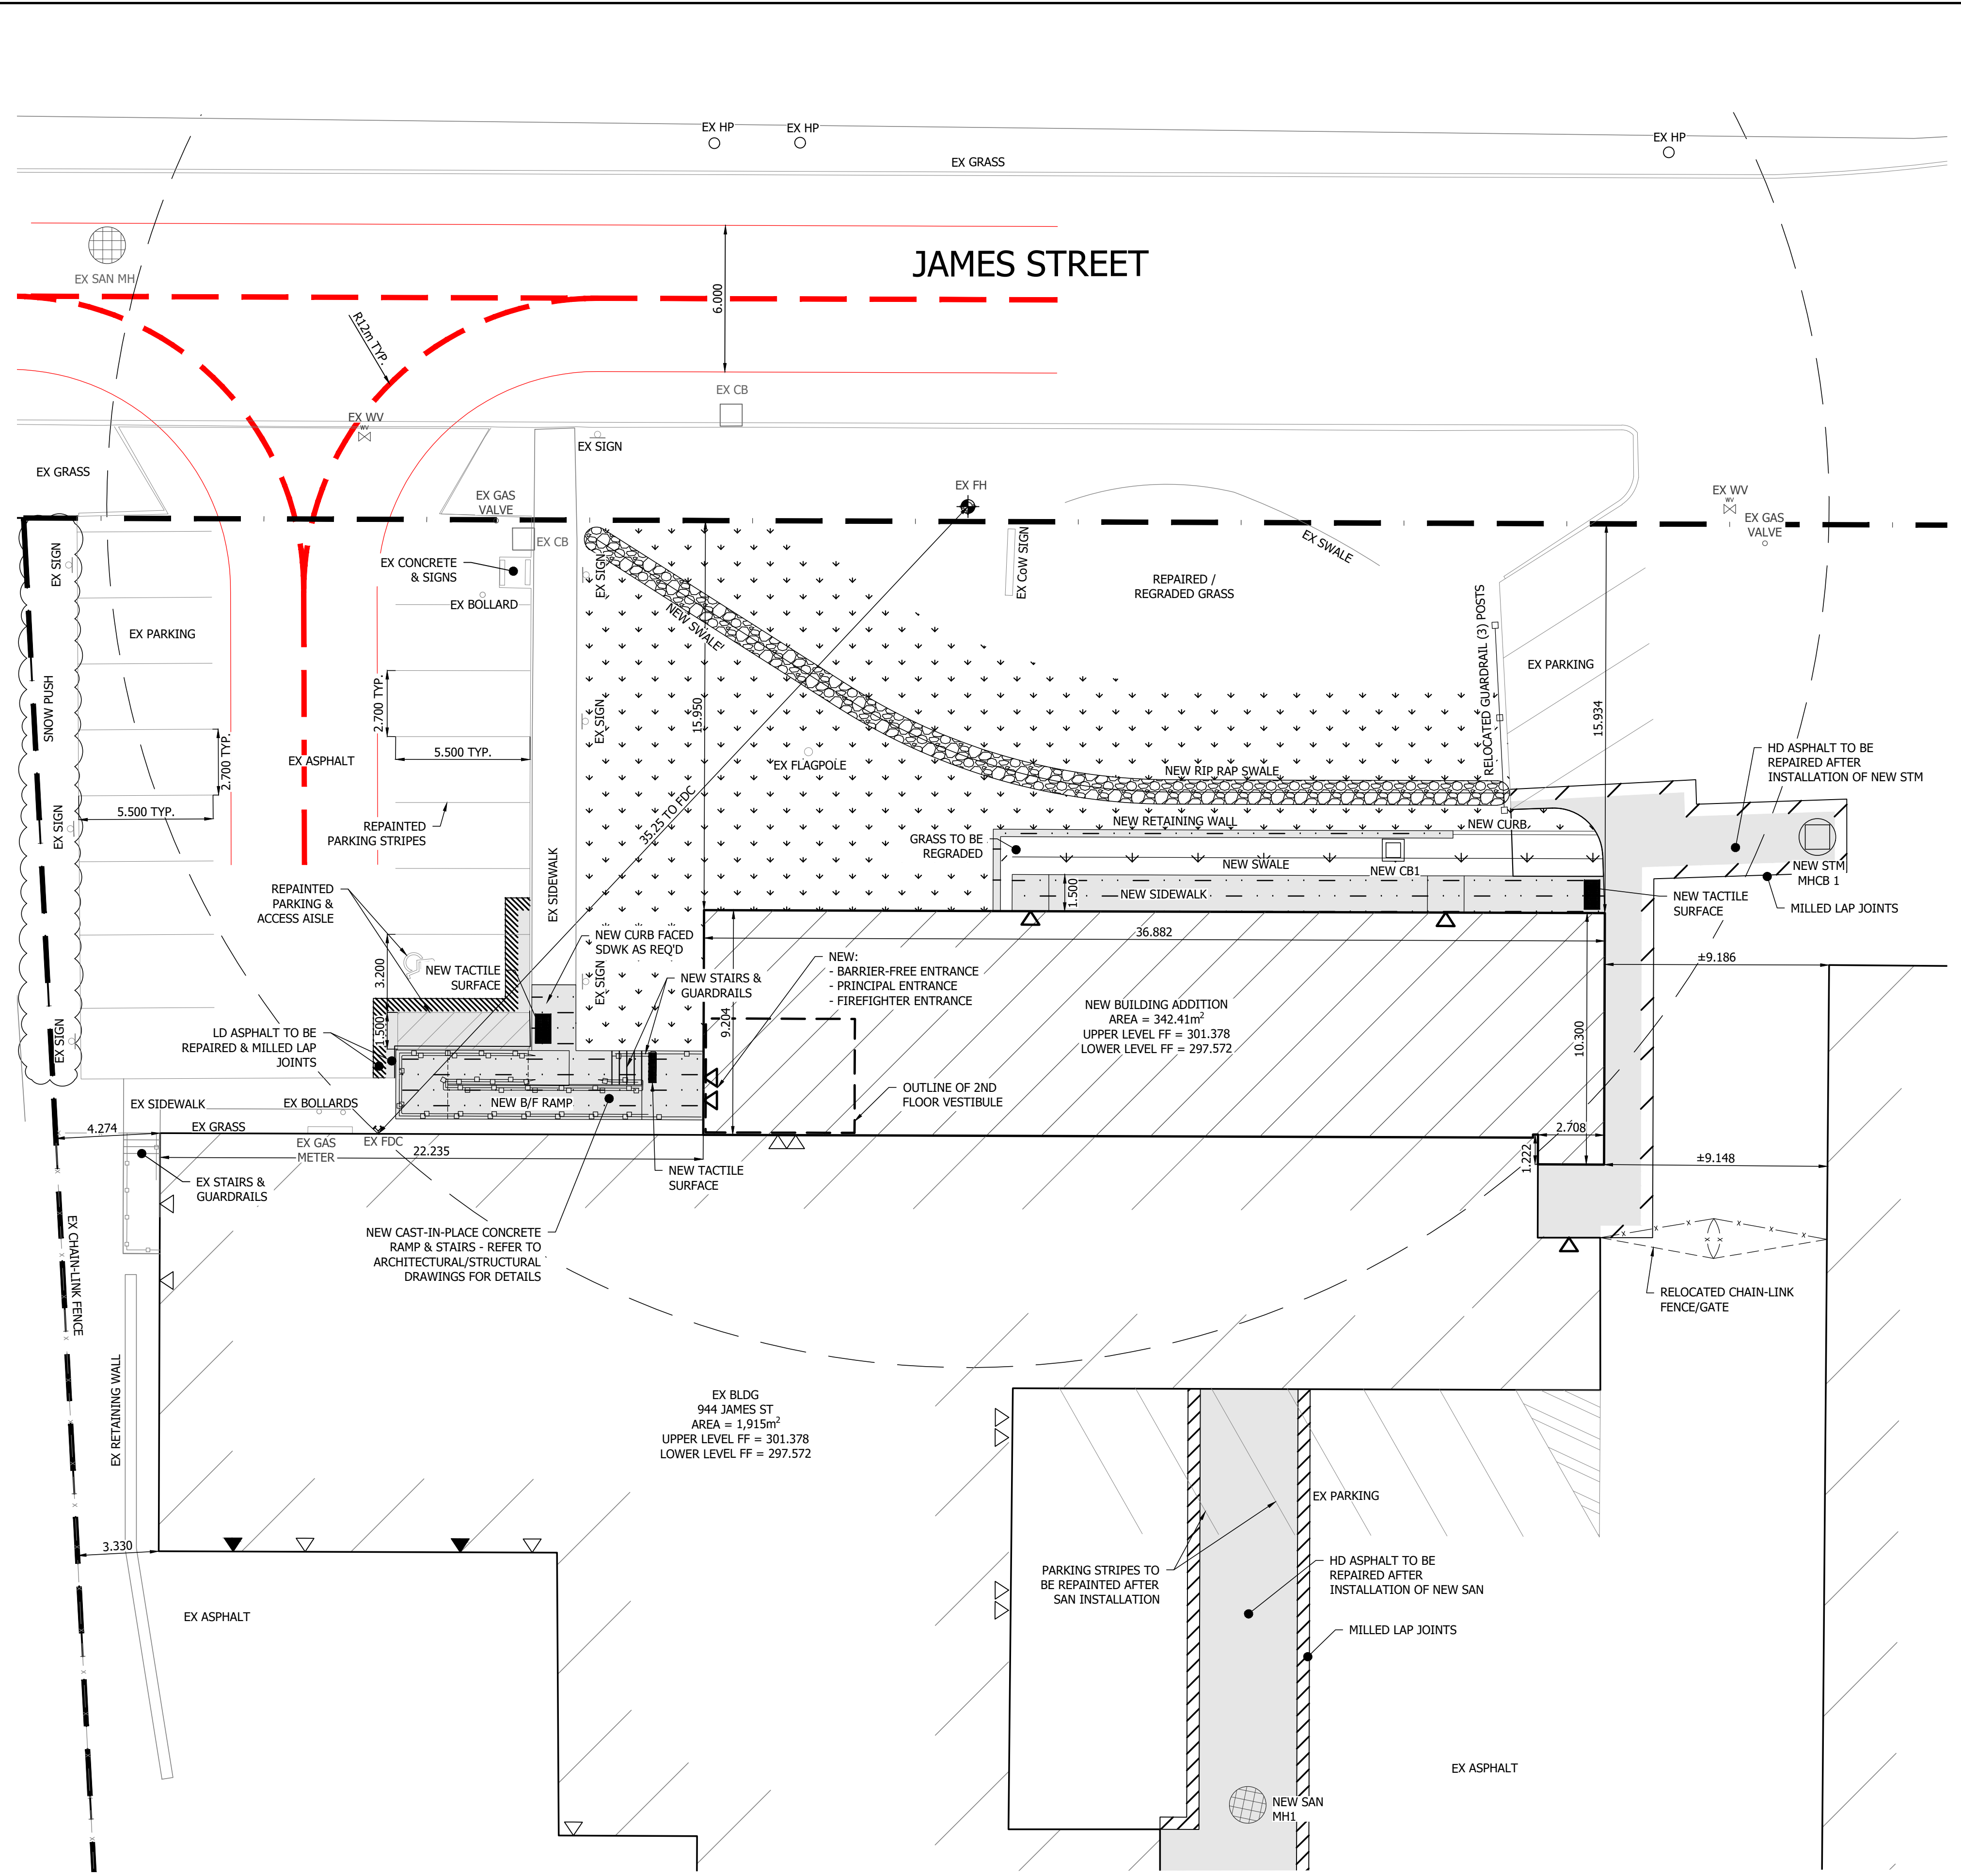 EX HP
EX HP
EX HP
EX GRASS
JAMES STREET
EX SAN MH
6.000
R12m TYP.
EX CB
EX WV
WV
EX SIGN
EX GRASS
EX GAS
VALVE
EX FH
EX WV
WV
EX GAS
VALVE
EX CB
EX CONCRETE
& SIGNS
EX BOLLARD
EX SIGN
EX SIGN
EX CoW SIGN
EX SWALE
REPAIRED /
REGRADED GRASS
NEW SWALE
EX PARKING
SNOW PUSH
2.700 TYP.
2.700 TYP.
5.500 TYP.
5.500 TYP.
EX ASPHALT
EX SIGN
15.950
35.25 TO FDC
EX FLAGPOLE
RELOCATED GUARDRAIL (3) POSTS
EX PARKING
15.934
HD ASPHALT TO BE
REPAIRED AFTER
INSTALLATION OF NEW STM
NEW RIP RAP SWALE
NEW RETAINING WALL
NEW CURB
EX SIGN
REPAINTED
PARKING STRIPES
GRASS TO BE
REGRADED
NEW SWALE
NEW CB1
NEW STM
MHCB 1
EX SIDEWALK
REPAINTED
PARKING &
ACCESS AISLE
1.500
NEW SIDEWALK
NEW TACTILE
SURFACE
MILLED LAP JOINTS
NEW CURB FACED
SDWK AS REQ'D
36.882
3.200
NEW TACTILE
SURFACE
EX SIGN
NEW STAIRS &
GUARDRAILS
NEW:
- BARRIER-FREE ENTRANCE
- PRINCIPAL ENTRANCE
- FIREFIGHTER ENTRANCE
±9.186
9.204
NEW BUILDING ADDITION
AREA = 342.41m²
UPPER LEVEL FF = 301.378
LOWER LEVEL FF = 297.572
10.300
EX SIGN
LD ASPHALT TO BE
REPAIRED & MILLED LAP
JOINTS
1.500
OUTLINE OF 2ND
FLOOR VESTIBULE
EX SIDEWALK
EX BOLLARDS
NEW B/F RAMP
4.274
EX GRASS
EX GAS
METER
EX FDC
22.235
2.708
1.222
±9.148
NEW TACTILE
SURFACE
EX STAIRS &
GUARDRAILS
NEW CAST-IN-PLACE CONCRETE
RAMP & STAIRS - REFER TO
ARCHITECTURAL/STRUCTURAL
DRAWINGS FOR DETAILS
EX CHAIN-LINK FENCE
RELOCATED CHAIN-LINK
FENCE/GATE
EX RETAINING WALL
EX BLDG
944 JAMES ST
AREA = 1,915m²
UPPER LEVEL FF = 301.378
LOWER LEVEL FF = 297.572
EX PARKING
3.330
PARKING STRIPES TO
BE REPAINTED AFTER
SAN INSTALLATION
HD ASPHALT TO BE
REPAIRED AFTER
INSTALLATION OF NEW SAN
EX ASPHALT
MILLED LAP JOINTS
EX ASPHALT
NEW SAN
MH1